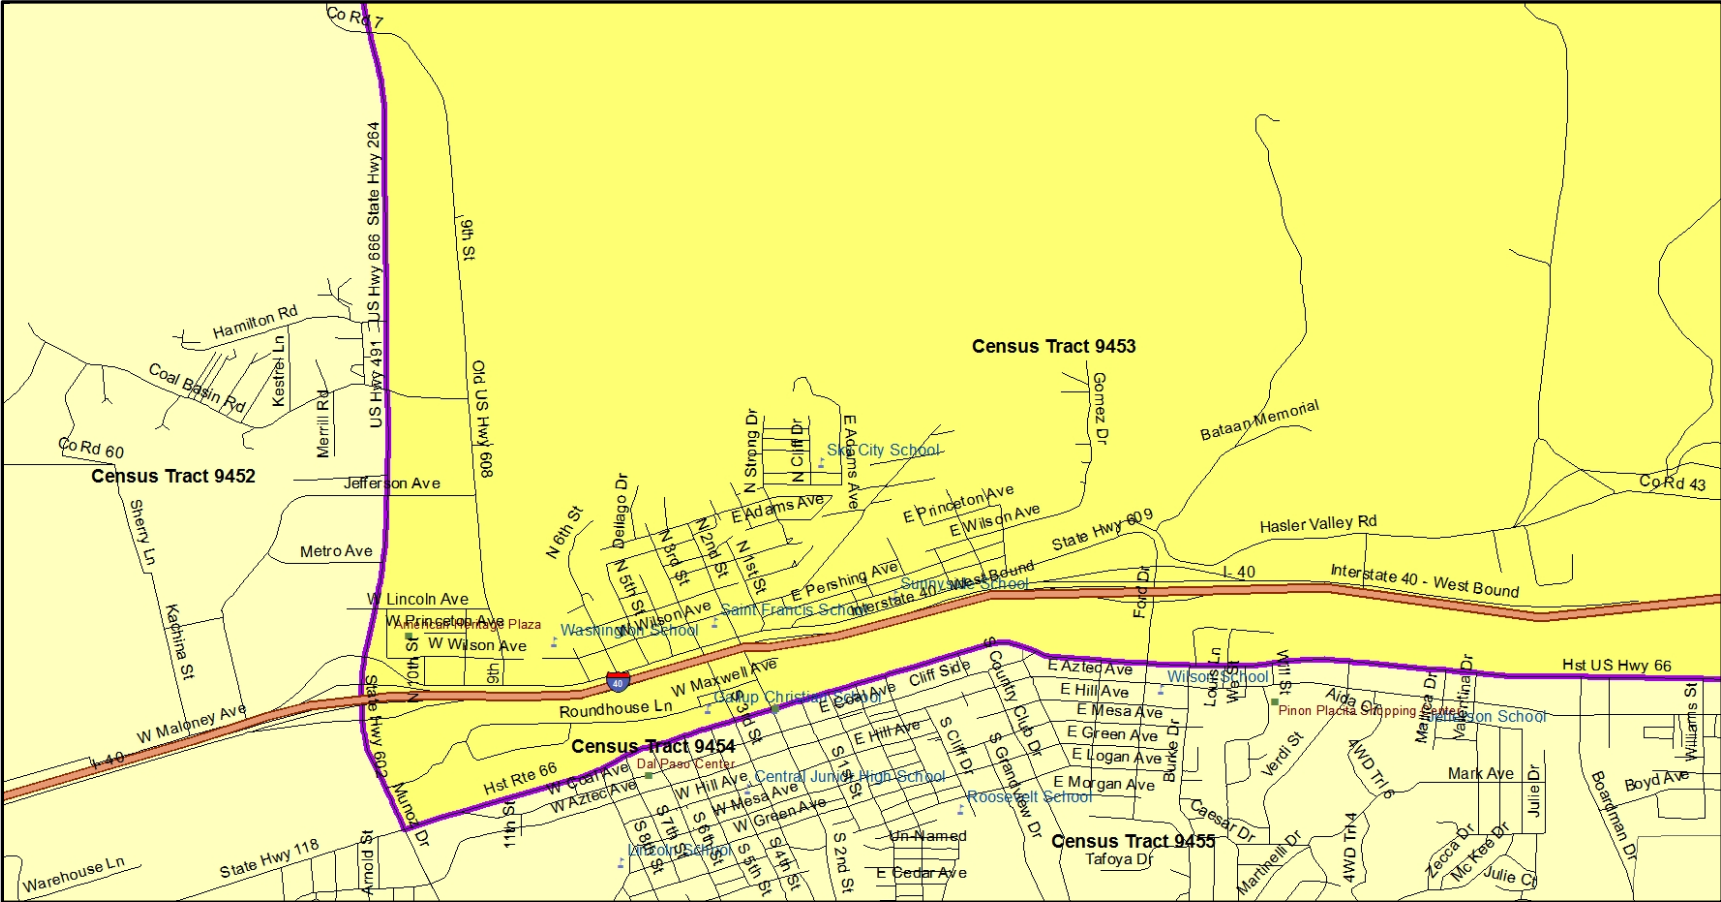 Co Rd 7
State Hwy 264
US Hwy 666
US Hwy 491
9th St
Old US Hwy 608
Hamilton Rd
Kestrel Ln
Coal Basin Rd
Merrill Rd
Co Rd 60
Census Tract 9452
Census Tract 9453
Gomez Dr
Bataan Memorial
Co Rd 43
Jefferson Ave
Sherry Ln
Metro Ave
Kachina St
N Strong Dr
N Cliff Dr
E Adams Ave
Ski City School
Dellago Dr
E Adams Ave
E Princeton Ave
E Wilson Ave
State Hwy 609
Hasler Valley Rd
N 6th St
N 5th St
N 3rd St
N 2nd St
N 1st St
E Pershing Ave
Sunnyside School
Interstate 40 - West Bound
Ford Dr
I- 40
Interstate 40 - West Bound
W Lincoln Ave
W Princeton Ave
American Heritage Plaza
W Wilson Ave
W Wilson Ave
Washington School
Saint Francis School
N 10th St
9th
40
W Maxwell Ave
Gallup Christian School
Roundhouse Ln
S 3rd St
E Coal Ave
Cliff Side
S Country Club Dr
E Aztec Ave
Wilson School
Louis Ln
We St
Will St
Hst US Hwy 66
E Hill Ave
E Mesa Ave
E Green Ave
E Logan Ave
E Morgan Ave
Burke Dr
Aida Cr
Pinon Placita Shopping Center
Jefferson School
Mallica Dr
Valentina Dr
Williams St
W Maloney Ave
I- 40
State Hwy 602
Munoz Dr
Census Tract 9454
Dal Paso Center
Hst Rte 66
W Coal Ave
W Aztec Ave
W Hill Ave
W Mesa Ave
W Green Ave
Central Junior High School
E Hill Ave
S 1st St
S Cliff Dr
S Grandview Dr
Roosevelt School
Verdi St
4WD Trl 6
Mark Ave
Julie Dr
Boardman Dr
Boyd Ave
Caesar Dr
Census Tract 9455
Tafoya Dr
Martinelli Dr
4WD Trl 4
Zecca Dr
Mc Kee Dr
Julie Ct
Un-Named
E Cedar Ave
11th St
S 8th St
S 7th St
S 6th St
S 5th St
S 4th St
S 2nd St
Lincoln School
State Hwy 118
Arnold St
Warehouse Ln